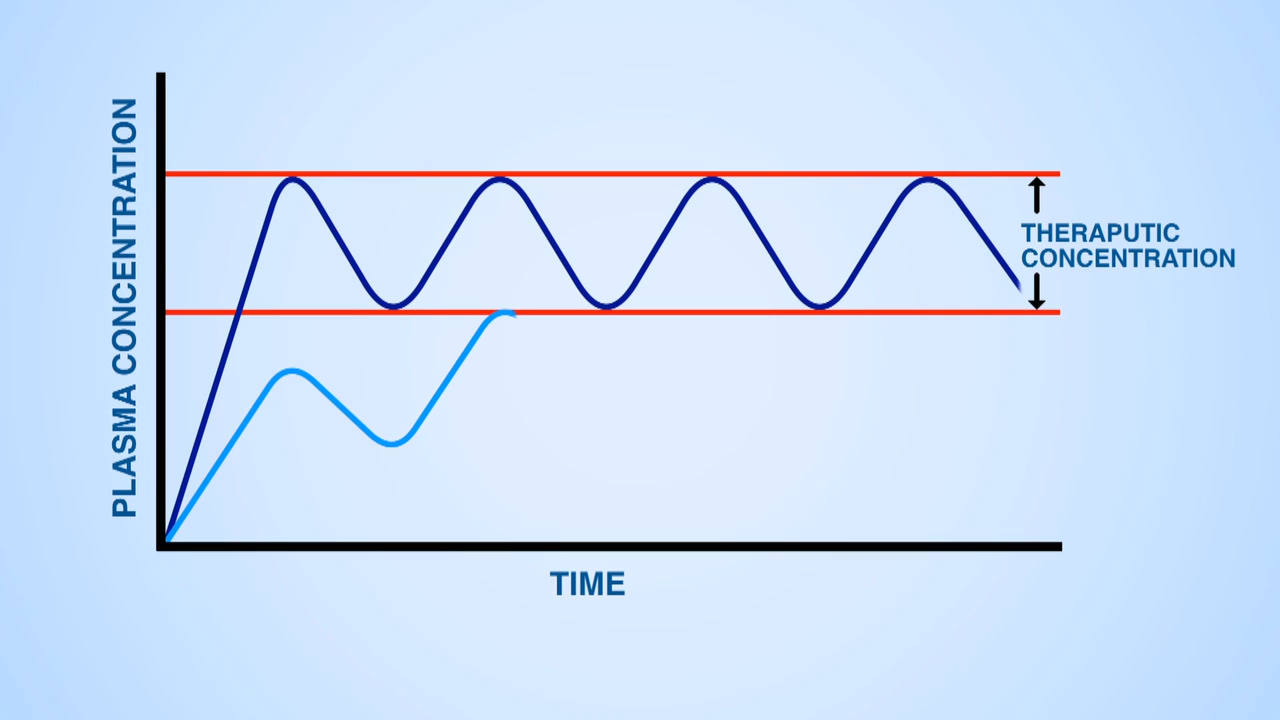 PLASMA CONCENTRATION
THERAPUTIC
CONCENTRATION
TIME